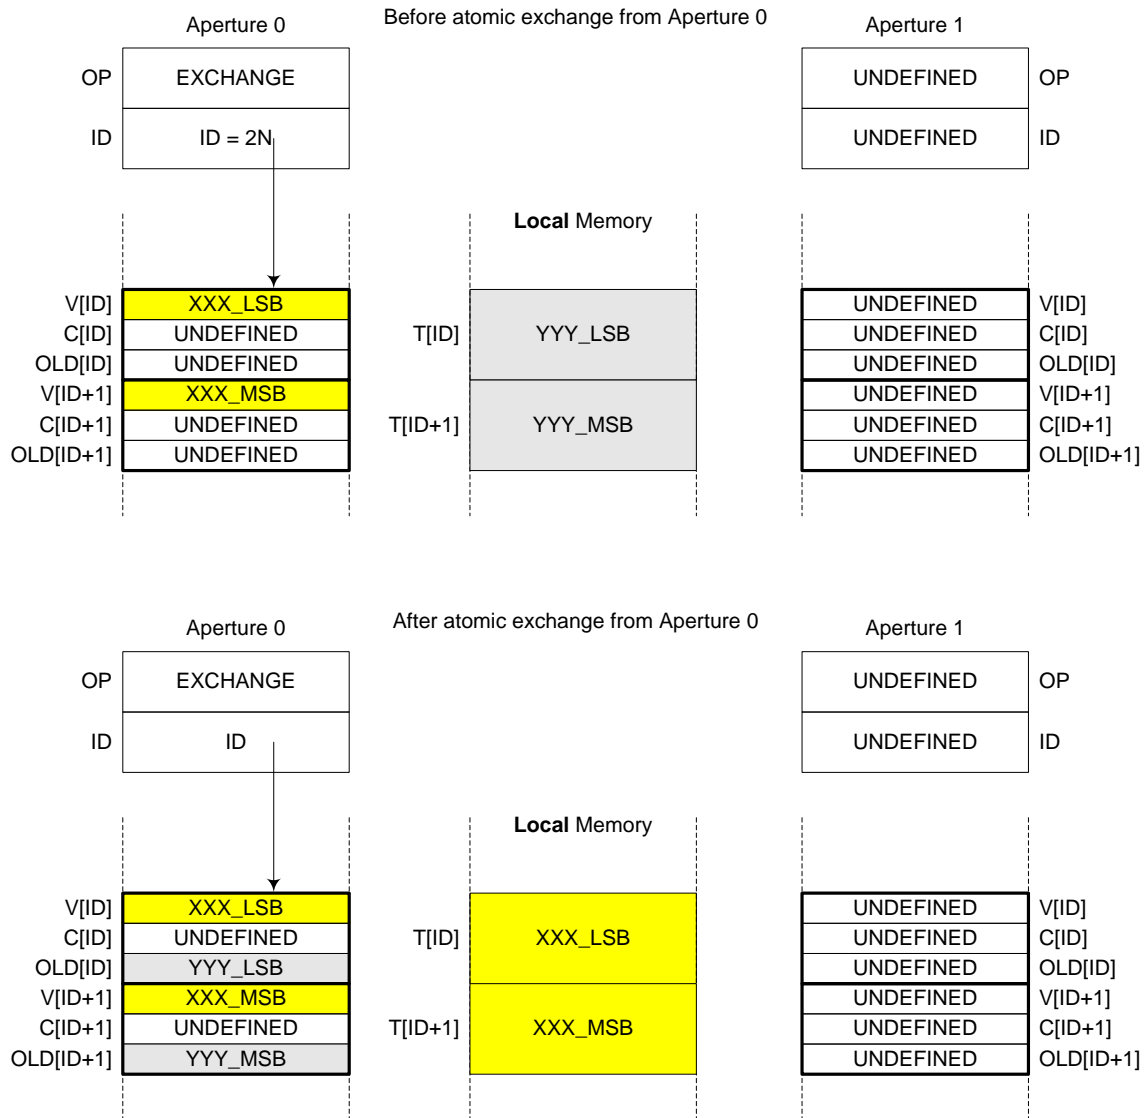 Before atomic exchange from Aperture 0
Aperture 0 Aperture 1
OP EXCHANGE UNDEFINED OP
ID ID = 2N UNDEFINED ID
Local Memory
V[ID] XXX_LSB UNDEFINED V[ID]
C[ID] UNDEFINED T[ID] YYY_LSB UNDEFINED C[ID]
OLD[ID] UNDEFINED UNDEFINED OLD[ID]
V[ID+1] XXX_MSB UNDEFINED V[ID+1]
C[ID+1] UNDEFINED T[ID+1] YYY_MSB UNDEFINED C[ID+1]
OLD[ID+1] UNDEFINED UNDEFINED OLD[ID+1]
After atomic exchange from Aperture 0
Aperture 0 Aperture 1
OP EXCHANGE UNDEFINED OP
ID ID UNDEFINED ID
Local Memory
V[ID] XXX_LSB UNDEFINED V[ID]
C[ID] UNDEFINED T[ID] XXX_LSB UNDEFINED C[ID]
OLD[ID] YYY_LSB UNDEFINED OLD[ID]
V[ID+1] XXX_MSB UNDEFINED V[ID+1]
C[ID+1] UNDEFINED T[ID+1] XXX_MSB UNDEFINED C[ID+1]
OLD[ID+1] YYY_MSB UNDEFINED OLD[ID+1]